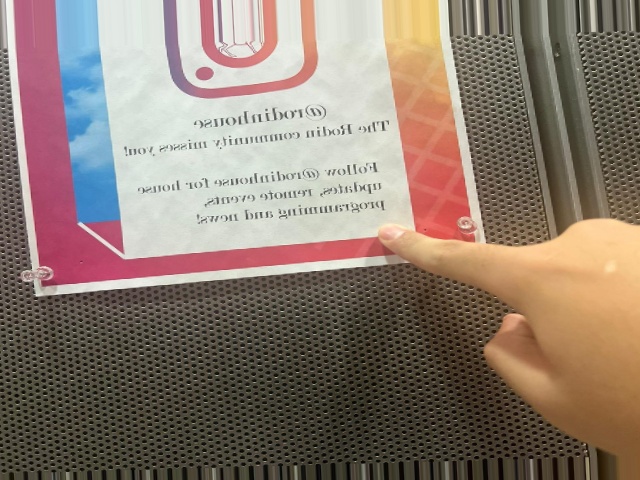 @rodinhouse
The Rodin community misses you!
Follow @rodinhouse for house
updates, remote events,
programming and news!